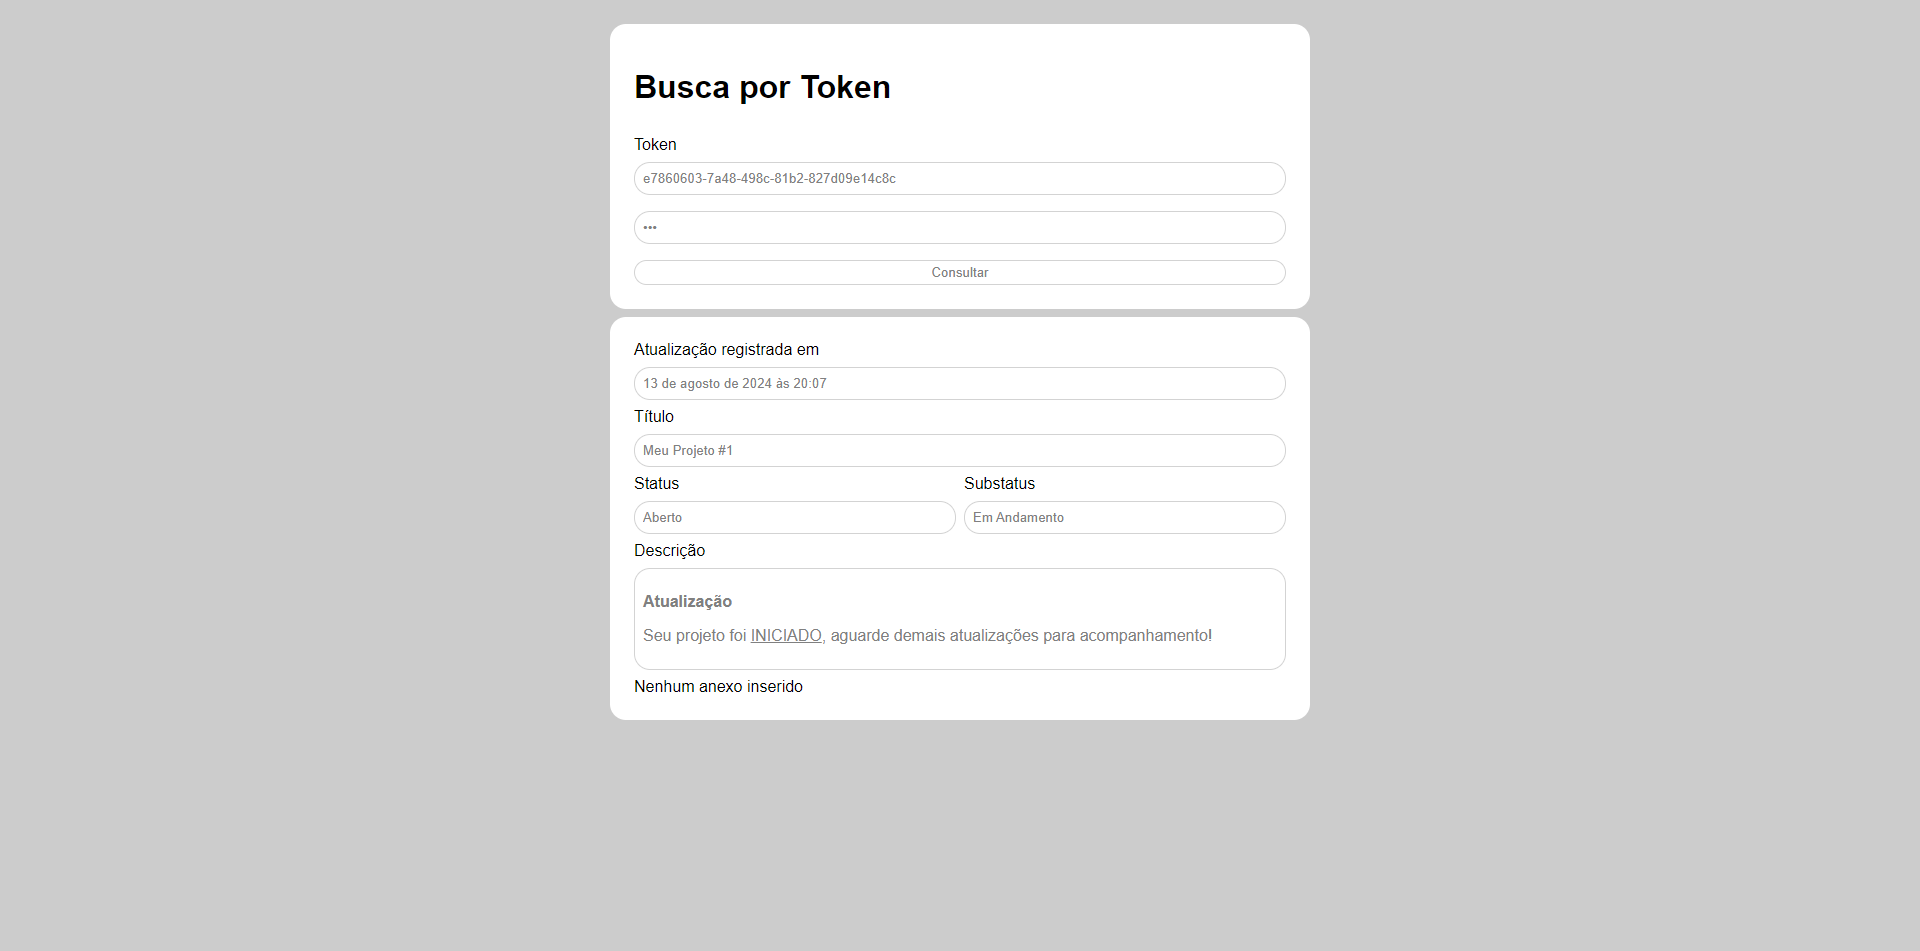 Busca por Token
Token
e7860603-7a48-498c-81b2-827d09e14c8c
•••
Consultar
Atualização registrada em
13 de agosto de 2024 às 20:07
Título
Meu Projeto #1
Status
Substatus
Aberto
Em Andamento
Descrição
Atualização
Seu projeto foi INICIADO, aguarde demais atualizações para acompanhamento!
Nenhum anexo inserido